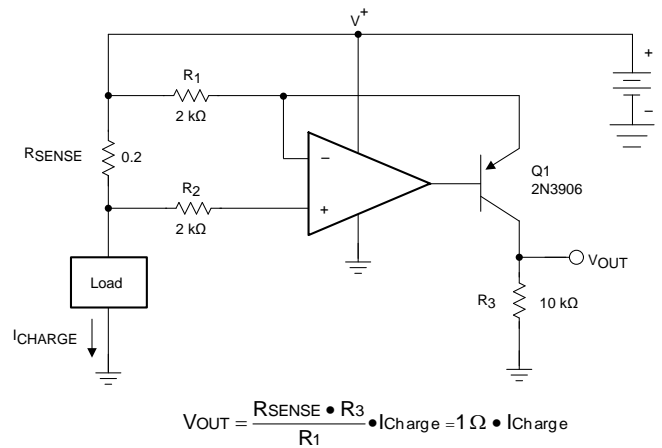 V+
R1
2 kΩ
+
−
RSENSE
0.2
R2
2 kΩ
−
+
Q1
2N3906
VOUT
Load
R3
10 kΩ
ICHARGE
VOUT = RSENSE • R3 / R1 • ICharge = 1 Ω • ICharge